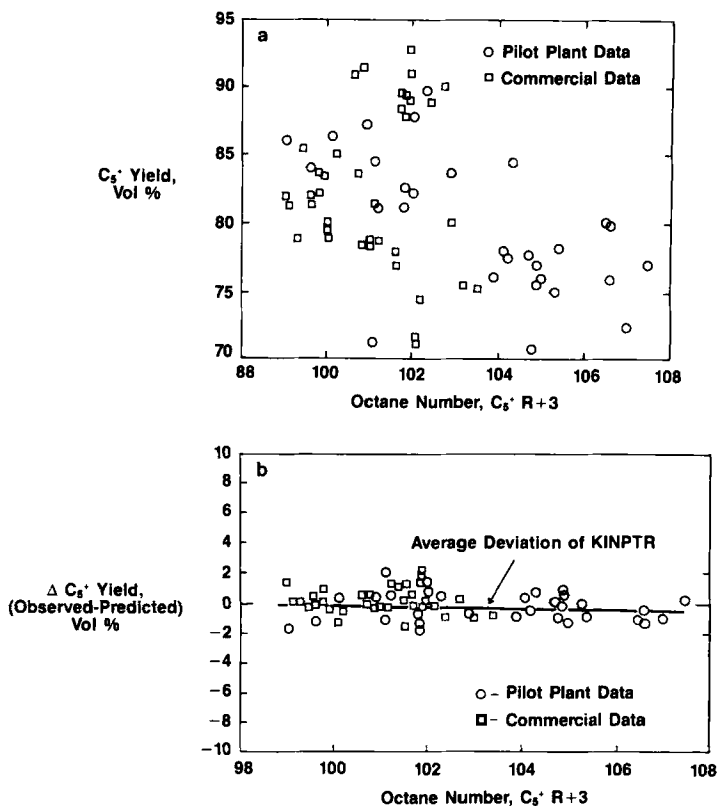 a
○ Pilot Plant Data
□ Commercial Data
95
90
85
80
75
70
C₅⁺ Yield,
Vol %
88 100 102 104 106 108
Octane Number, C₅⁺ R+3
b
10
8
6
4
2
0
−2
−4
−6
−8
−10
Average Deviation of KINPTR
Δ C₅⁺ Yield,
(Observed-Predicted)
Vol %
○ – Pilot Plant Data
□ – Commercial Data
98 100 102 104 106 108
Octane Number, C₅⁺ R+3